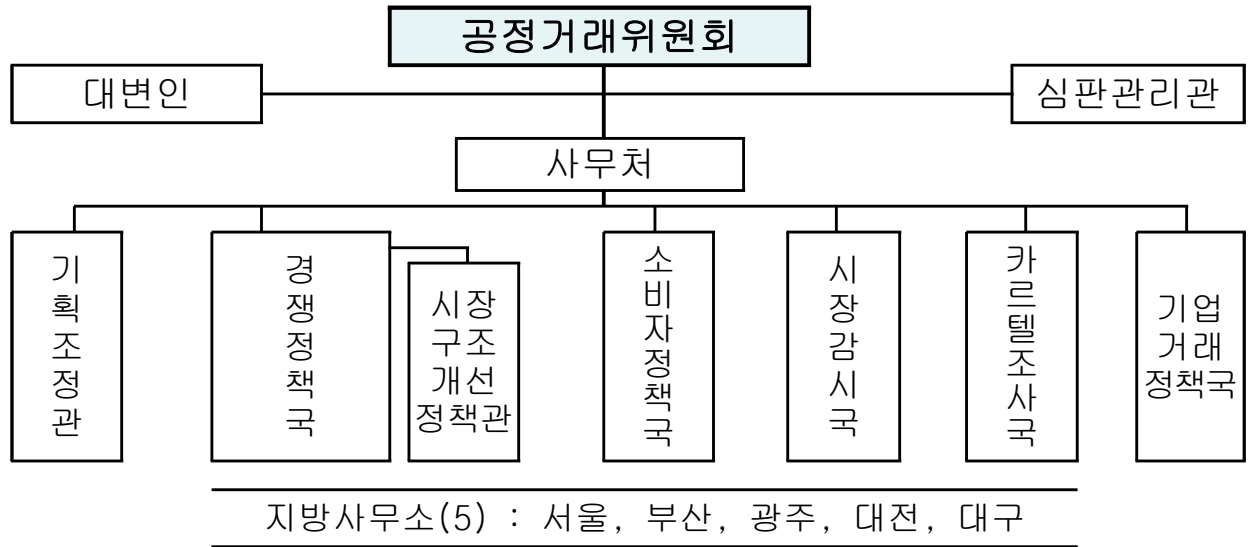 공정거래위원회
대변인
심판관리관
사무처
기획조정관
경쟁정책국
시장
구조
개선
정책관
소비자정책국
시장감시국
카르텔조사국
기업
거래
정책국
지방사무소(5) : 서울, 부산, 광주, 대전, 대구